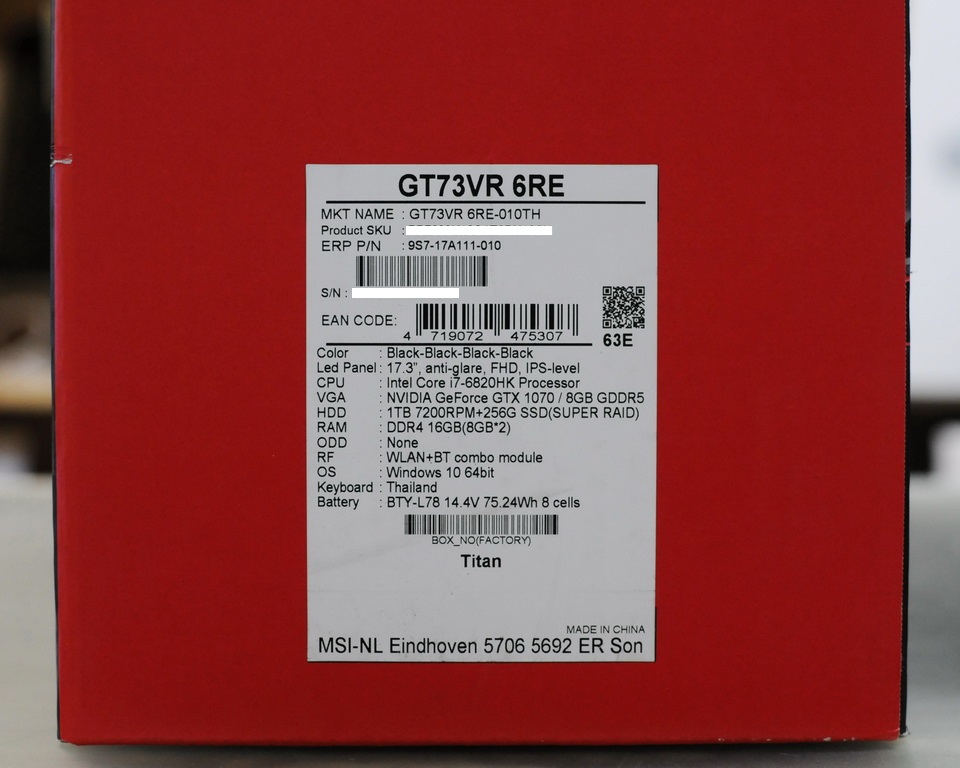 GT73VR 6RE
MKT NAME : GT73VR 6RE-010TH
Product SKU :
ERP P/N : 9S7-17A111-010
S/N :
EAN CODE:
4 719072 475307
63E
Color : Black-Black-Black-Black
Led Panel : 17.3", anti-glare, FHD, IPS-level
CPU : Intel Core i7-6820HK Processor
VGA : NVIDIA GeForce GTX 1070 / 8GB GDDR5
HDD : 1TB 7200RPM+256G SSD(SUPER RAID)
RAM : DDR4 16GB(8GB*2)
ODD : None
RF : WLAN+BT combo module
OS : Windows 10 64bit
Keyboard : Thailand
Battery : BTY-L78 14.4V 75.24Wh 8 cells
BOX_NO(FACTORY)
Titan
MADE IN CHINA
MSI-NL Eindhoven 5706 5692 ER Son